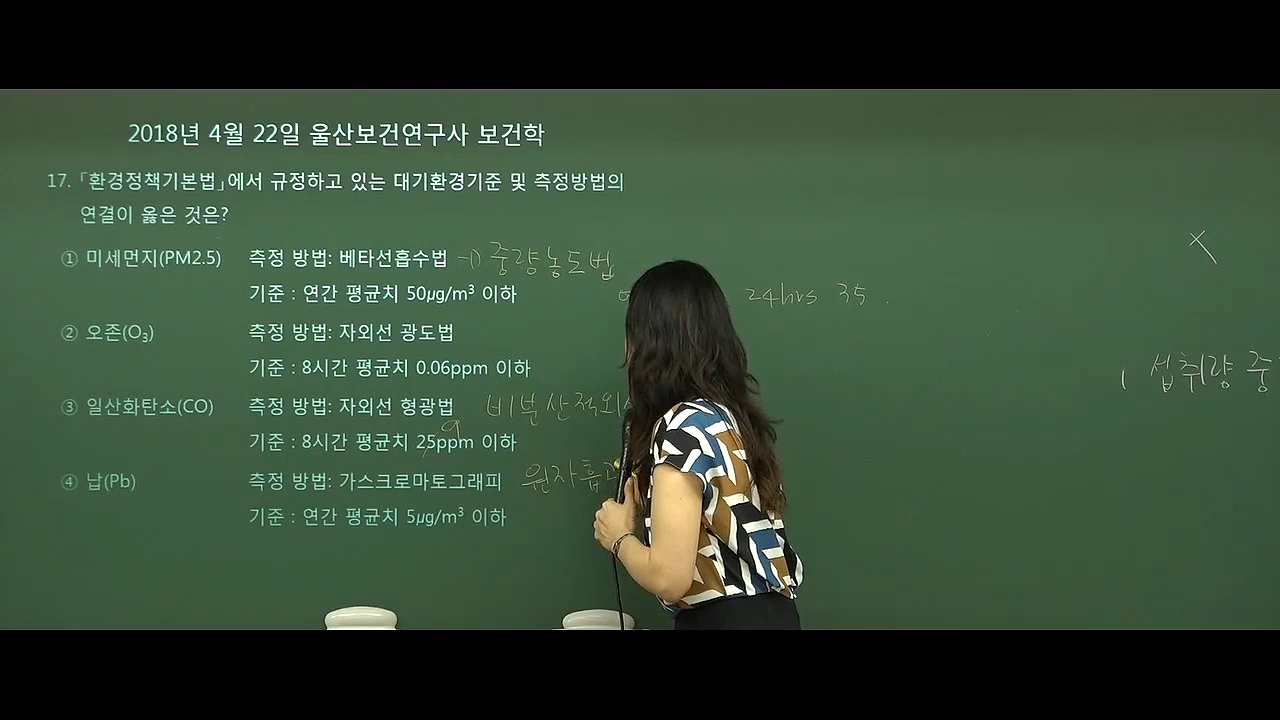 2018년 4월 22일 울산보건연구사 보건학
17. 「환경정책기본법」에서 규정하고 있는 대기환경기준 및 측정방법의
연결이 옳은 것은?
① 미세먼지(PM2.5) 측정 방법: 베타선흡수법 → 중량농도법
기준 : 연간 평균치 50μg/m³ 이하 24hrs 35
② 오존(O₃) 측정 방법: 자외선 광도법
기준 : 8시간 평균치 0.06ppm 이하
③ 일산화탄소(CO) 측정 방법: 자외선 형광법 비분산적외
9
기준 : 8시간 평균치 25ppm 이하
④ 납(Pb) 측정 방법: 가스크로마토그래피 원자흡
기준 : 연간 평균치 5μg/m³ 이하
섭취량 중